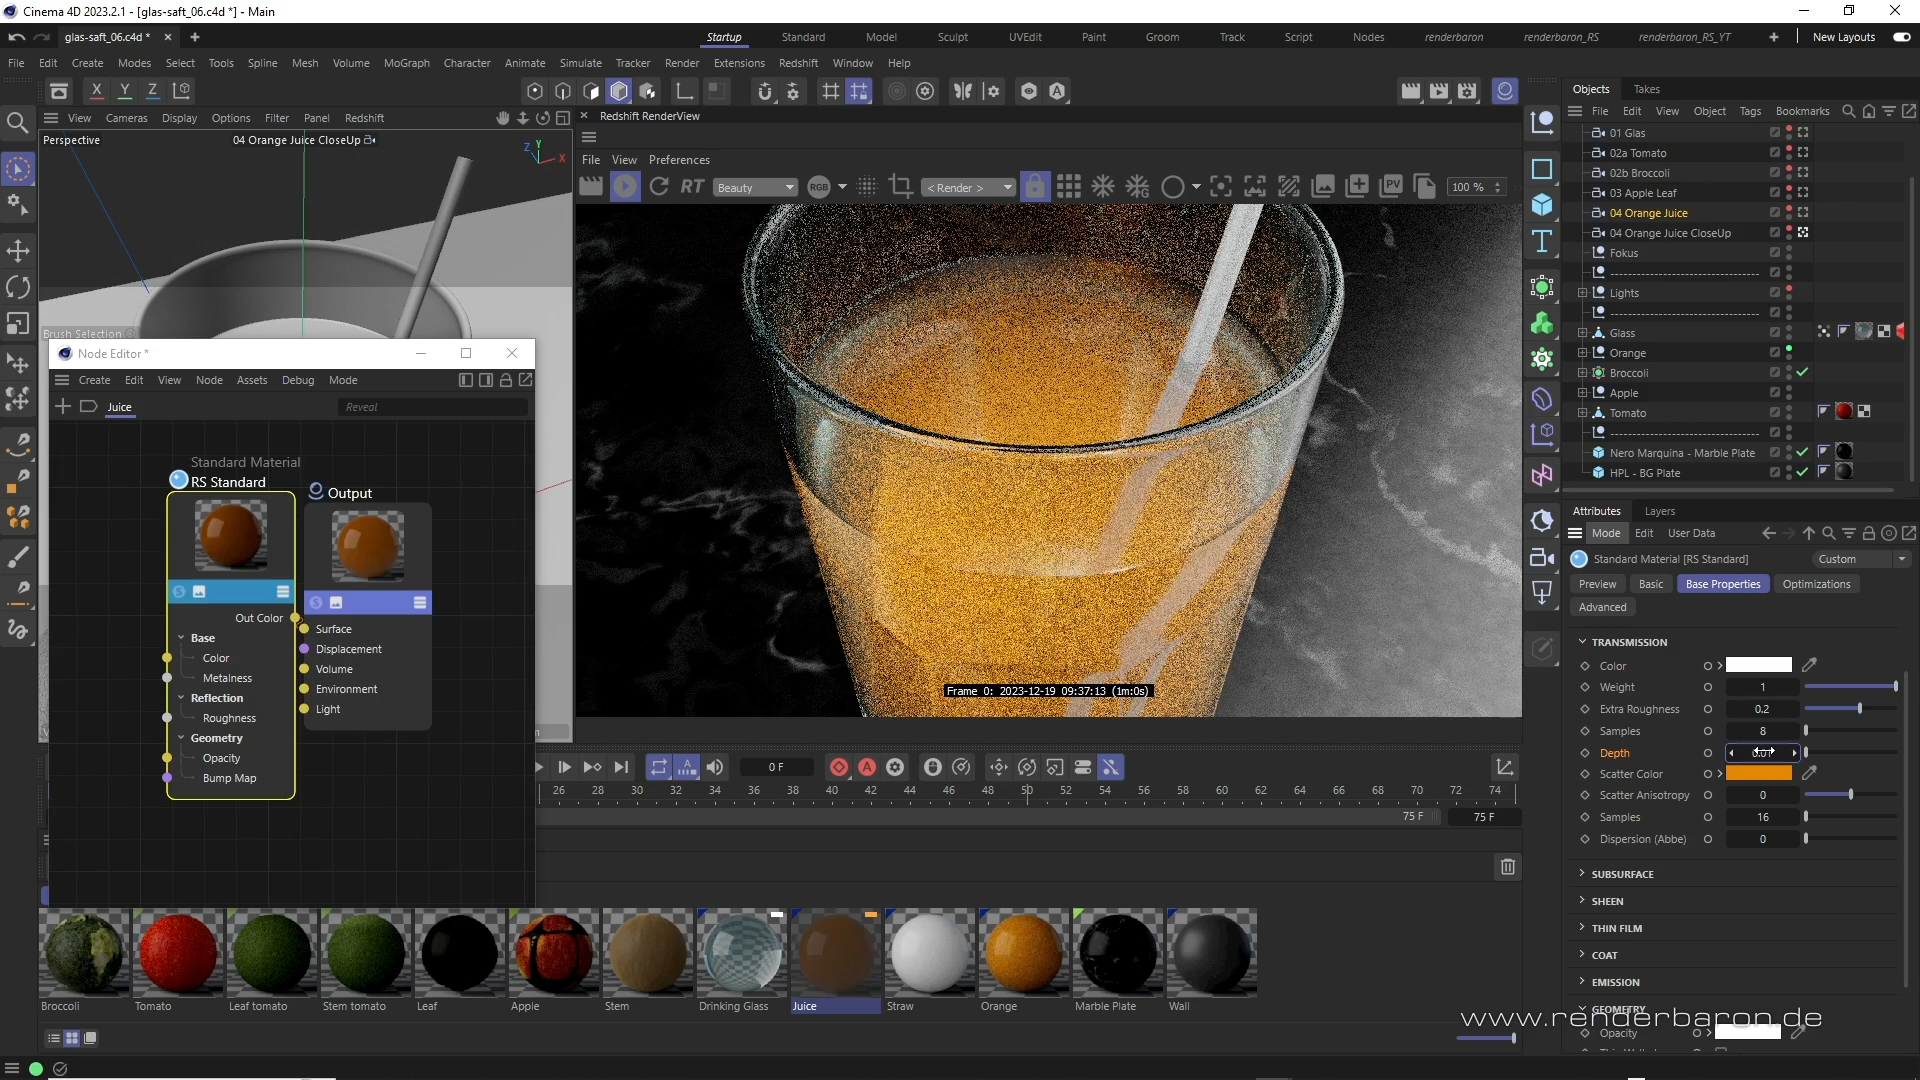 Cinema 4D 2023.2.1 - [glas-saft_06.c4d *] - Main
glas-saft_06.c4d *
Startup Standard Model Sculpt UVEdit Paint Groom Track Script Nodes renderbaron renderbaron_RS renderbaron_RS_YT New Layouts
File Edit Create Modes Select Tools Spline Mesh Volume MoGraph Character Animate Simulate Tracker Render Extensions Redshift Window Help
X Y Z
View Cameras Display Options Filter Panel Redshift
Perspective
04 Orange Juice CloseUp
Z Y X
Brush Selection
Redshift RenderView
File View Preferences
RT
Beauty
RGB
< Render >
PV
100 %
Frame 0: 2023-12-19 09:37:13 (1m:0s)
Node Editor *
Create Edit View Node Assets Debug Mode
Juice
Reveal
Standard Material
RS Standard
Out Color
Base
Color
Metalness
Reflection
Roughness
Geometry
Opacity
Bump Map
Output
Surface
Displacement
Volume
Environment
Light
0 F
26 28 30 32 34 36 38 40 42 44 46 48 50 52 54 56 58 60 62 64 66 68 70 72 74
75 F
75 F
Broccoli
Tomato
Leaf tomato
Stem tomato
Leaf
Apple
Stem
Drinking Glass
Juice
Straw
Orange
Marble Plate
Wall
Objects Takes
File Edit View Object Tags Bookmarks
01 Glas
02a Tomato
02b Broccoli
03 Apple Leaf
04 Orange Juice
04 Orange Juice CloseUp
Fokus
--------------------------------
Lights
--------------------------------
Glass
Orange
Broccoli
Apple
Tomato
--------------------------------
Nero Marquina - Marble Plate
HPL - BG Plate
Attributes Layers
Mode Edit User Data
Standard Material [RS Standard]
Custom
Preview Basic Base Properties Optimizations
Advanced
TRANSMISSION
Color
Weight 1
Extra Roughness 0.2
Samples 8
Depth
Scatter Color
Scatter Anisotropy 0
Samples 16
Dispersion (Abbe) 0
SUBSURFACE
SHEEN
THIN FILM
COAT
EMISSION
GEOMETRY
Opacity
www.renderbaron.de